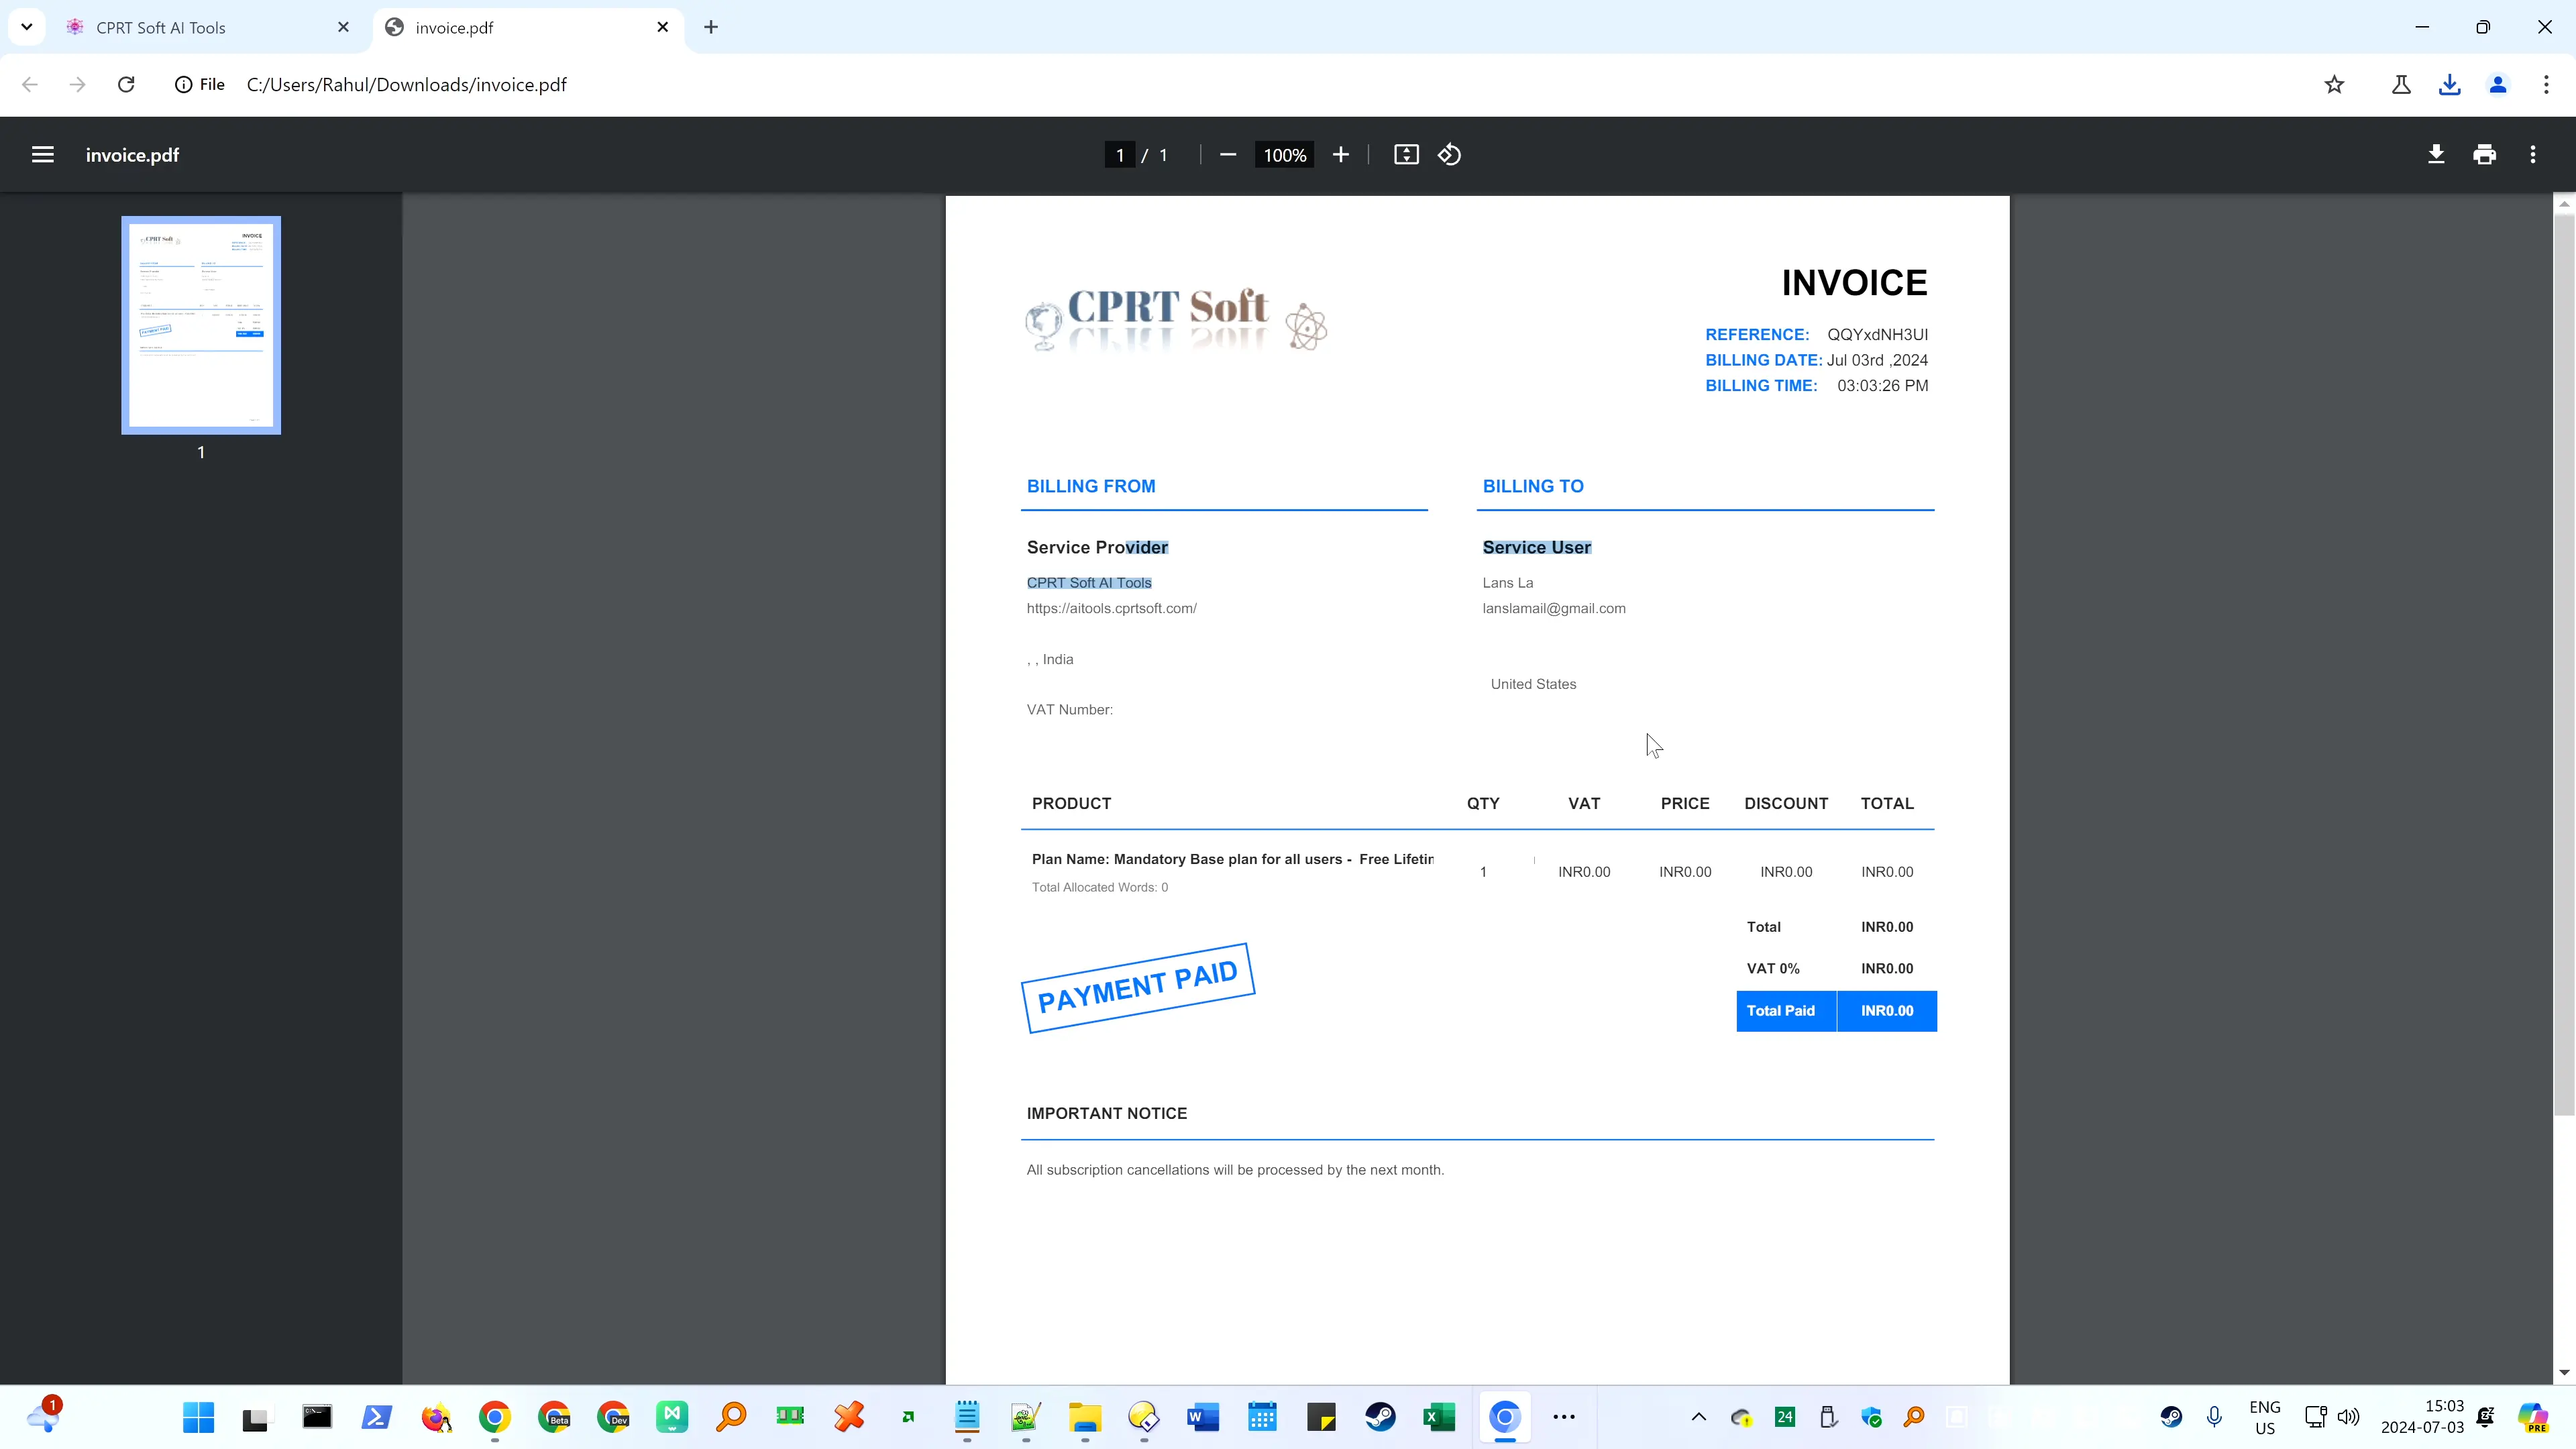 CPRT Soft AI Tools
invoice.pdf
File C:/Users/Rahul/Downloads/invoice.pdf
invoice.pdf
1 / 1
100%
1
CPRT Soft
INVOICE
REFERENCE: QQYxdNH3UI
BILLING DATE: Jul 03rd ,2024
BILLING TIME: 03:03:26 PM
BILLING FROM
BILLING TO
Service Provider
Service User
CPRT Soft AI Tools
Lans La
https://aitools.cprtsoft.com/
lanslamail@gmail.com
, , India
United States
VAT Number:
PRODUCT QTY VAT PRICE DISCOUNT TOTAL
Plan Name: Mandatory Base plan for all users - Free
Total Allocated Words: 0
1 INR0.00 INR0.00 INR0.00 INR0.00
Total INR0.00
VAT 0% INR0.00
Total Paid INR0.00
PAYMENT PAID
IMPORTANT NOTICE
All subscription cancellations will be processed by the next month.
1
Beta
Dev
24
ENG
US
15:03
2024-07-03
PRE